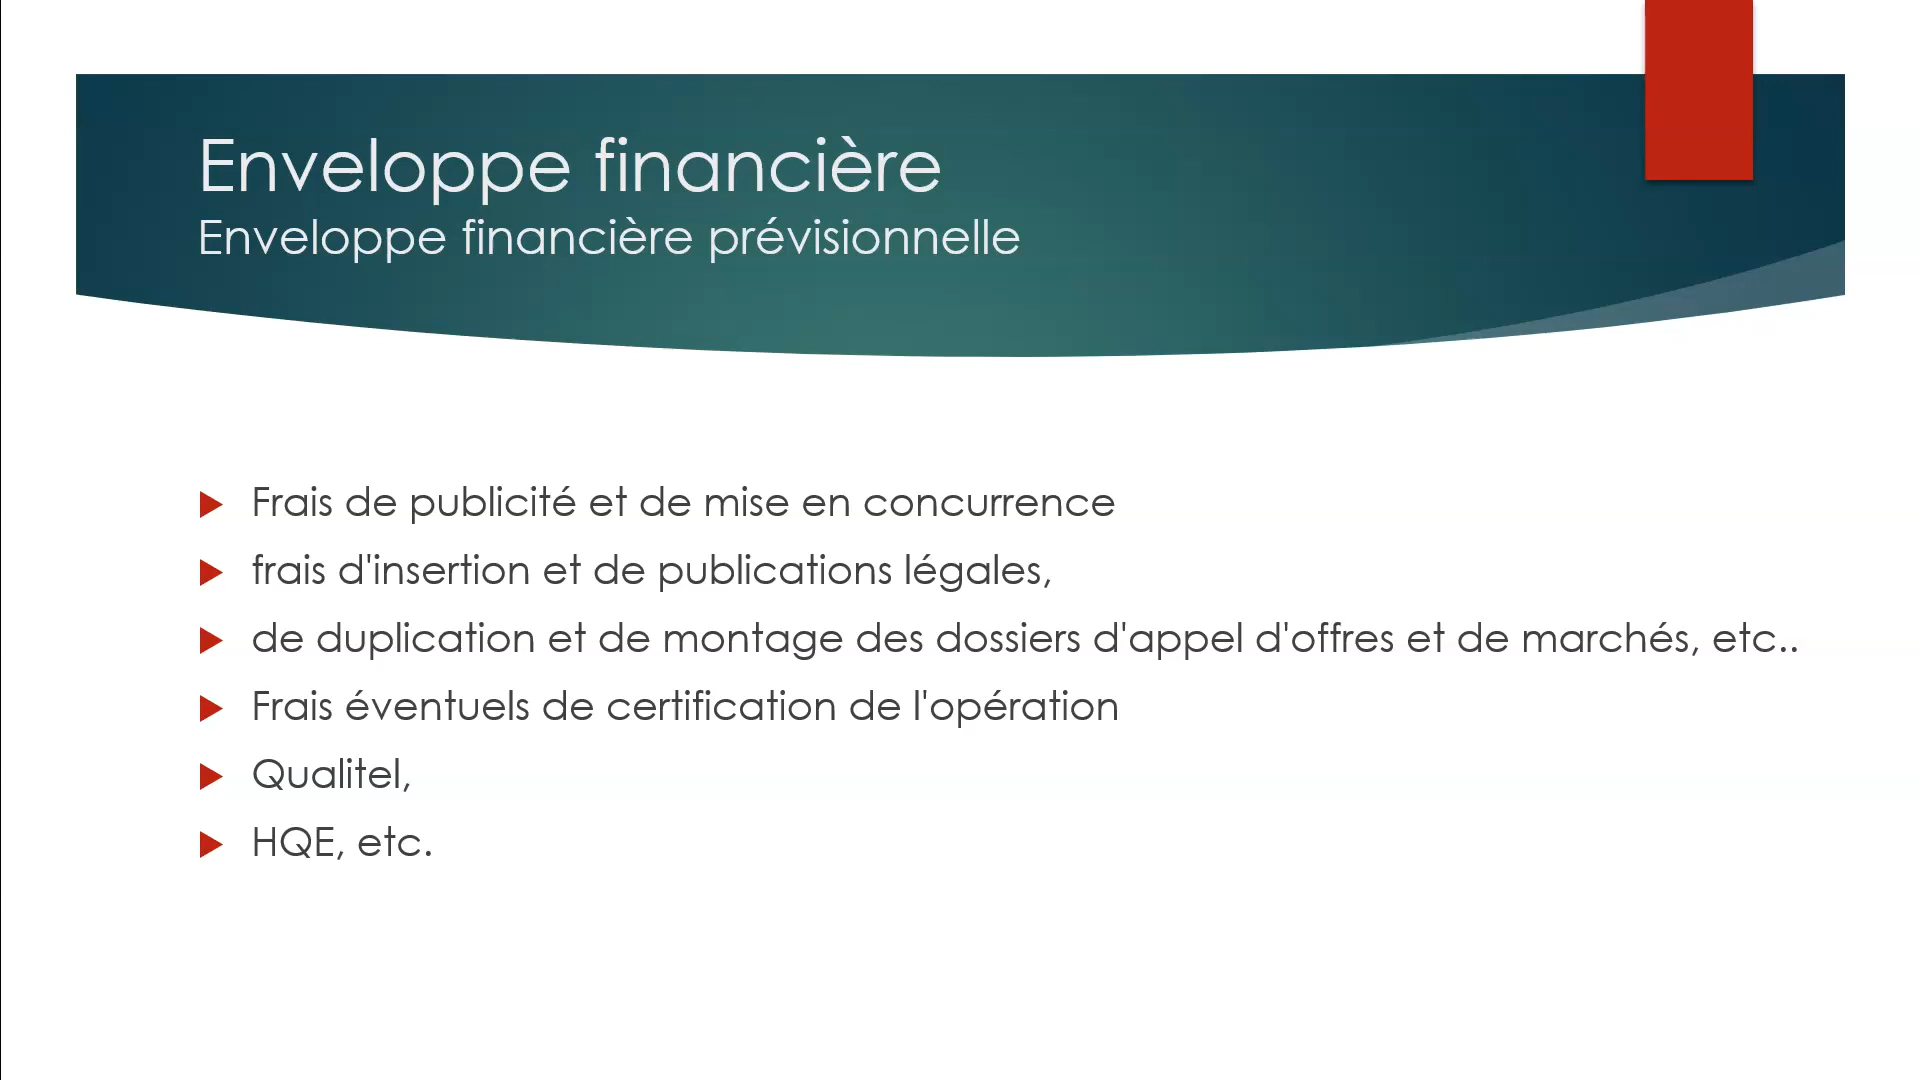 Enveloppe financière
Enveloppe financière prévisionnelle
Frais de publicité et de mise en concurrence
frais d'insertion et de publications légales,
de duplication et de montage des dossiers d'appel d'offres et de marchés, etc..
Frais éventuels de certification de l'opération
Qualitel,
HQE, etc.